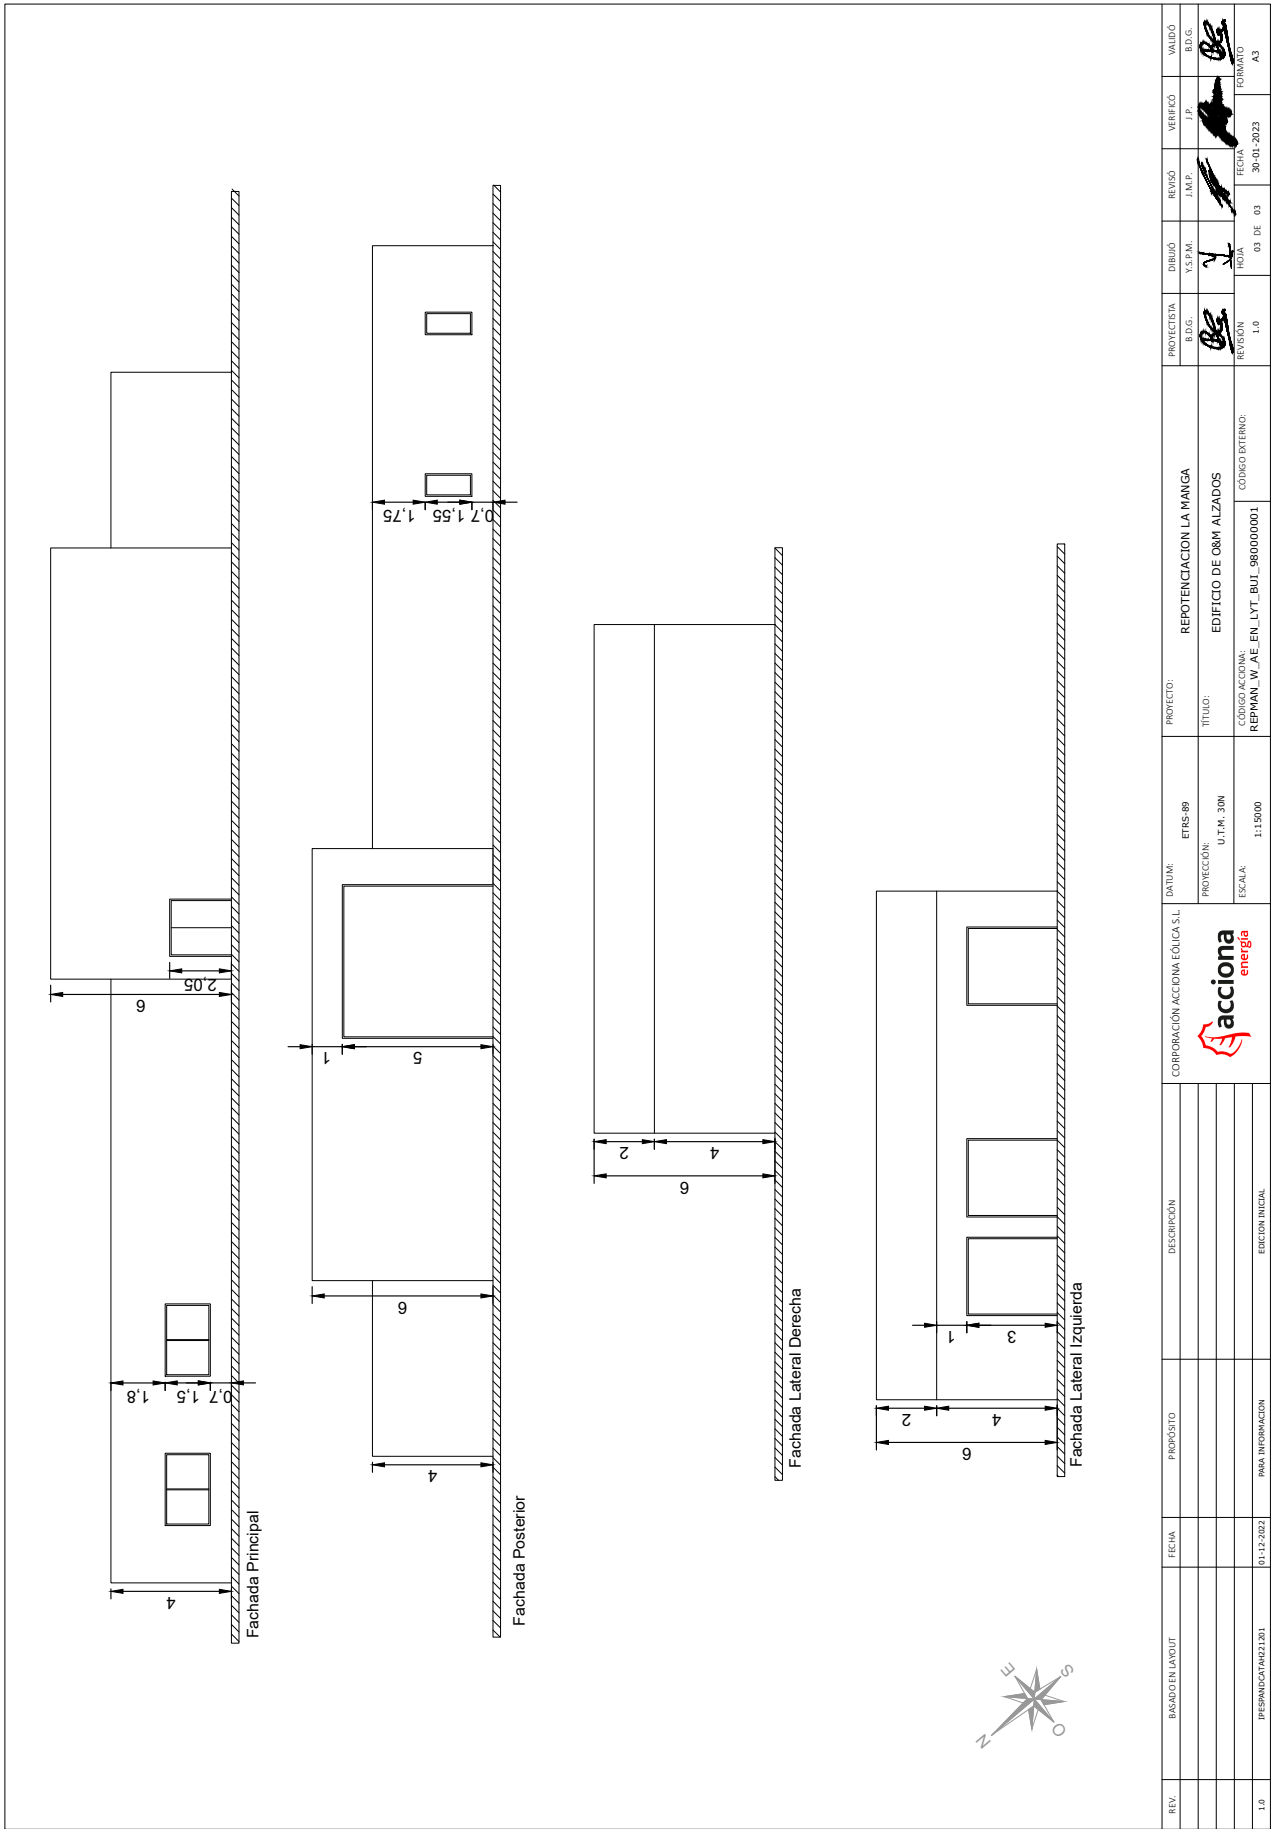 4
1,8
1,5
0,7
6
2,05
Fachada Principal
4
6
1
5
1,75
1,55
0,7
Fachada Posterior
6
2
4
Fachada Lateral Derecha
6
2
4
1
3
Fachada Lateral Izquierda
N
E
S
O
REV.
BASADO EN LAYOUT
FECHA
PROPÓSITO
DESCRIPCIÓN
1.0
IPESPANDCATAH221201
01-12-2022
PARA INFORMACION
EDICION INICIAL
CORPORACIÓN ACCIONA EÓLICA S.L
acciona
energía
DATUM:
ETRS-89
PROYECCIÓN:
U.T.M. 30N
ESCALA:
1:15000
PROYECTO:
REPOTENCIACION LA MANGA
TÍTULO:
EDIFICIO DE O&M ALZADOS
CÓDIGO ACCIONA:
REPMAN_W_AE_EN_LYT_BUI_980000001
CÓDIGO EXTERNO:
PROYECTISTA
DIBUJÓ
REVISÓ
VERIFICÓ
VALIDÓ
B.D.G.
Y.S.P.M.
J.M.P.
J.P.
B.D.G.
REVISIÓN
1.0
HOJA
03 DE 03
FECHA
30-01-2023
FORMATO
A3